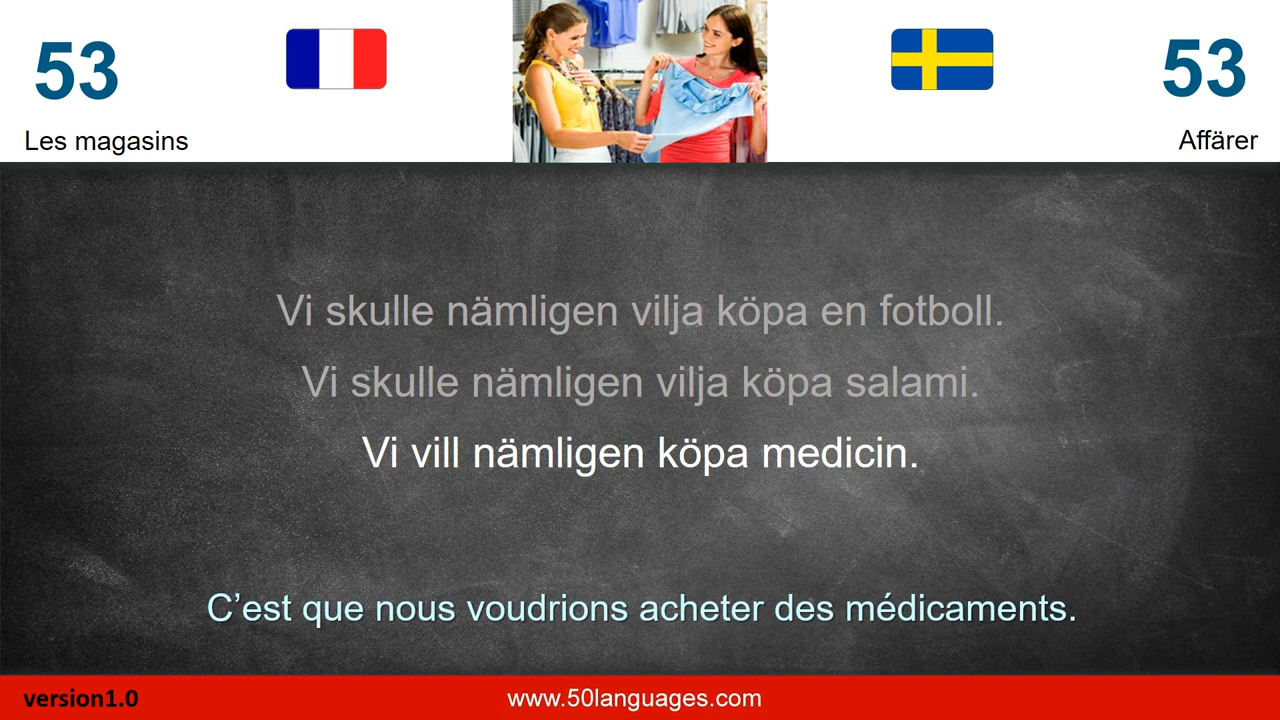 53
53
Les magasins
Affärer
Vi skulle nämligen vilja köpa en fotboll.
Vi skulle nämligen vilja köpa salami.
Vi vill nämligen köpa medicin.
C’est que nous voudrions acheter des médicaments.
version1.0
www.50languages.com